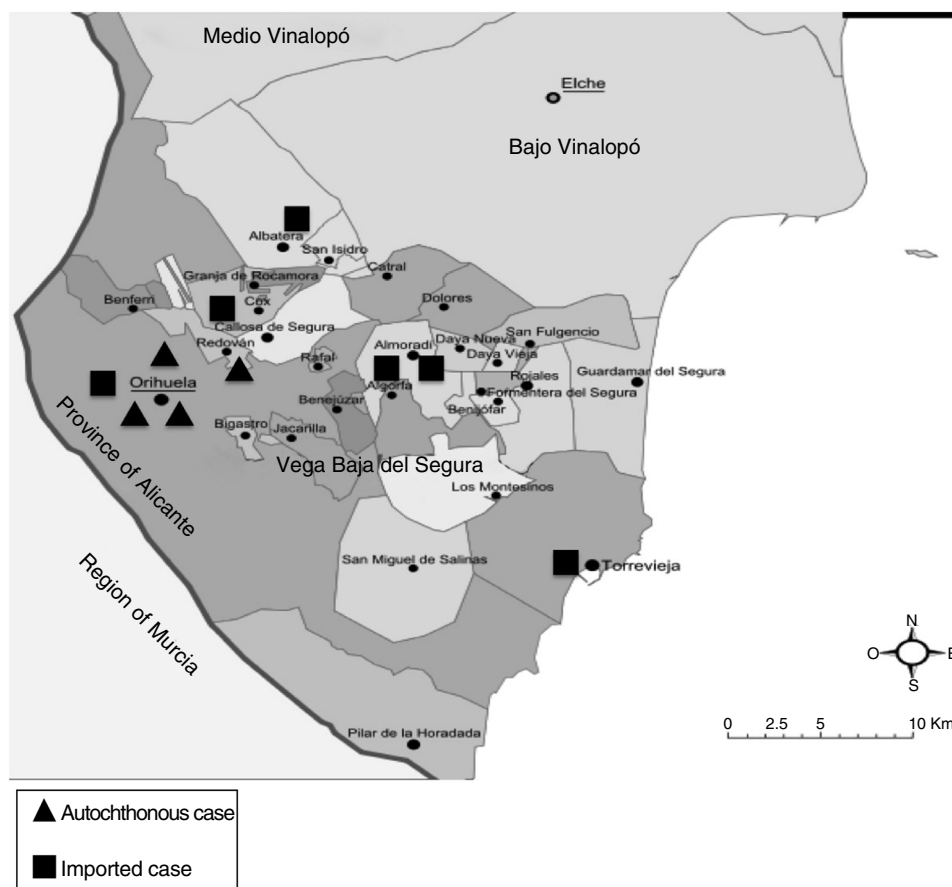 Medio Vinalopó
Elche
Bajo Vinalopó
Albatera
San Isidro
Catral
Granja de Rocamora
Benferri
Cox
Dolores
Callosa de Segura
San Fulgencio
Redován
Almoradí
Daya Nueva
Daya Vieja
Rafal
Guardamar del Segura
Orihuela
Algorfa
Rojales
Formentera del Segura
Benejúzar
Benijófar
Bigastro
Jacarilla
Vega Baja del Segura
Los Montesinos
Province of Alicante
San Miguel de Salinas
Torrevieja
Region of Murcia
N
O
E
S
0 2.5 5 10 Km
Pilar de la Horadada
Autochthonous case
Imported case